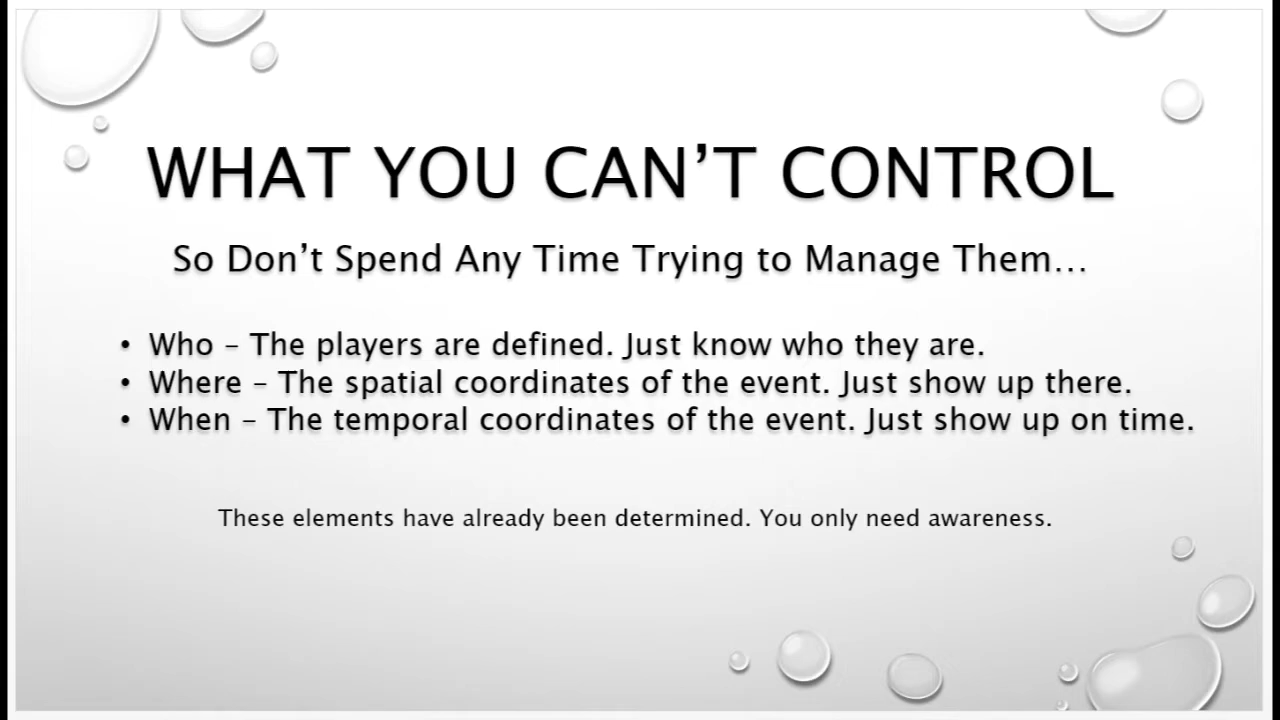 WHAT YOU CAN’T CONTROL
So Don’t Spend Any Time Trying to Manage Them…
• Who – The players are defined. Just know who they are.
• Where – The spatial coordinates of the event. Just show up there.
• When – The temporal coordinates of the event. Just show up on time.
These elements have already been determined. You only need awareness.